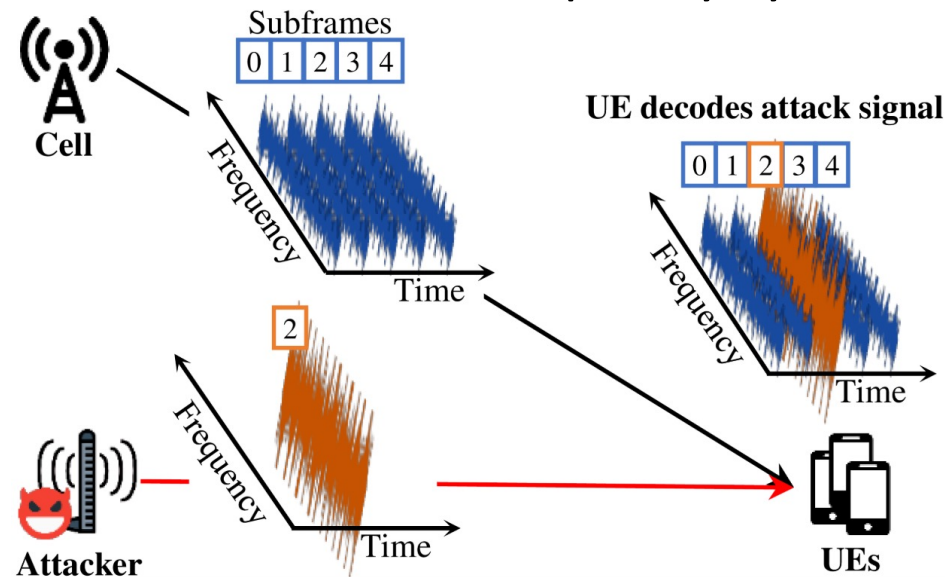 Subframes
0 1 2 3 4
Cell
Frequency
Time
UE decodes attack signal
0 1 2 3 4
Frequency
Time
2
Frequency
Time
Attacker
UEs